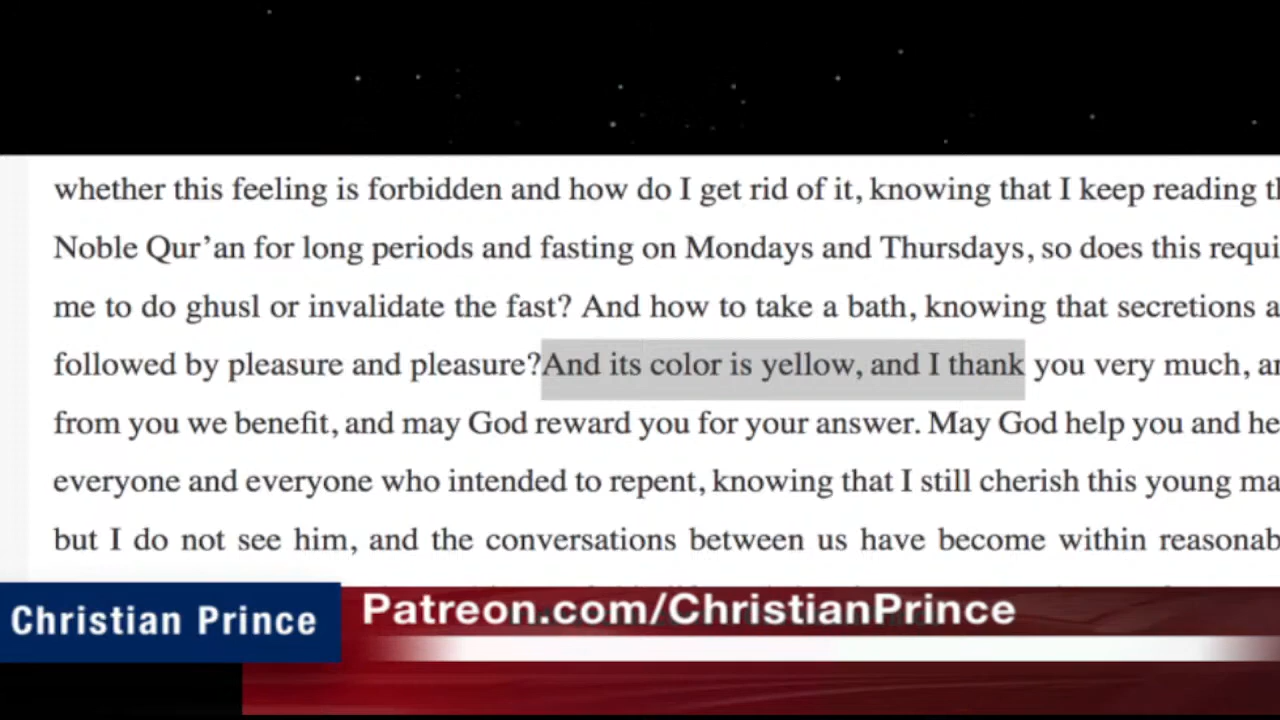 whether this feeling is forbidden and how do I get rid of it, knowing that I keep reading
Noble Qur’an for long periods and fasting on Mondays and Thursdays, so does this requi
me to do ghusl or invalidate the fast? And how to take a bath, knowing that secretions a
followed by pleasure and pleasure?And its color is yellow, and I thank you very much, an
from you we benefit, and may God reward you for your answer. May God help you and he
everyone and everyone who intended to repent, knowing that I still cherish this young ma
but I do not see him, and the conversations between us have become within reasonab
Christian Prince
Patreon.com/ChristianPrince